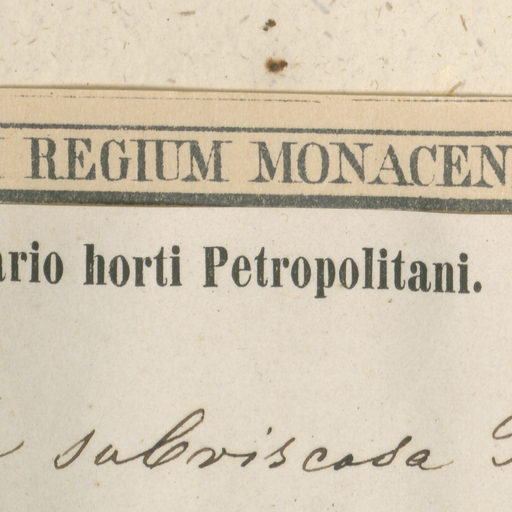 REGIUM MONACEN
ario horti Petropolitani.
subviscosa